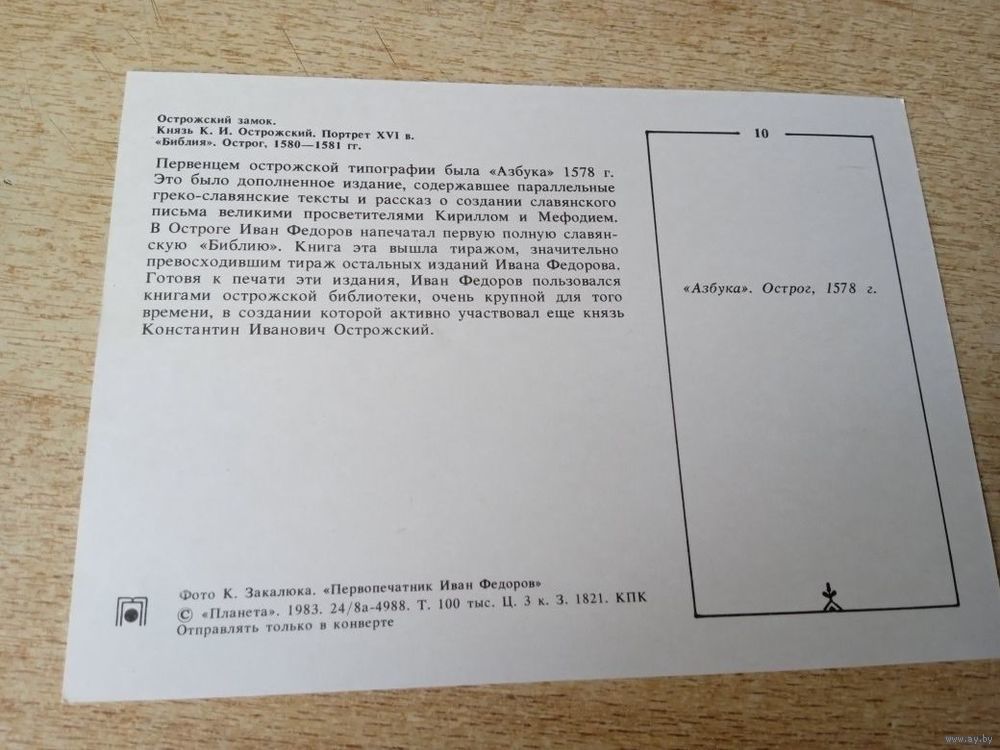 Острожский замок.
Князь К. И. Острожский. Портрет XVI в.
«Библия». Острог, 1580—1581 гг.
Первенцем острожской типографии была «Азбука» 1578 г.
Это было дополненное издание, содержавшее параллельные
греко-славянские тексты и рассказ о создании славянского
письма великими просветителями Кириллом и Мефодием.
В Остроге Иван Федоров напечатал первую полную славян-
скую «Библию». Книга эта вышла тиражом, значительно
превосходившим тираж остальных изданий Ивана Федорова.
Готовя к печати эти издания, Иван Федоров пользовался
книгами острожской библиотеки, очень крупной для того
времени, в создании которой активно участвовал еще князь
Константин Иванович Острожский.
10
«Азбука». Острог, 1578 г.
Фото К. Закалюка. «Первопечатник Иван Федоров»
© «Планета». 1983. 24/8а-4988. Т. 100 тыс. Ц. 3 к. З. 1821. КПК
Отправлять только в конверте
www.ay.by